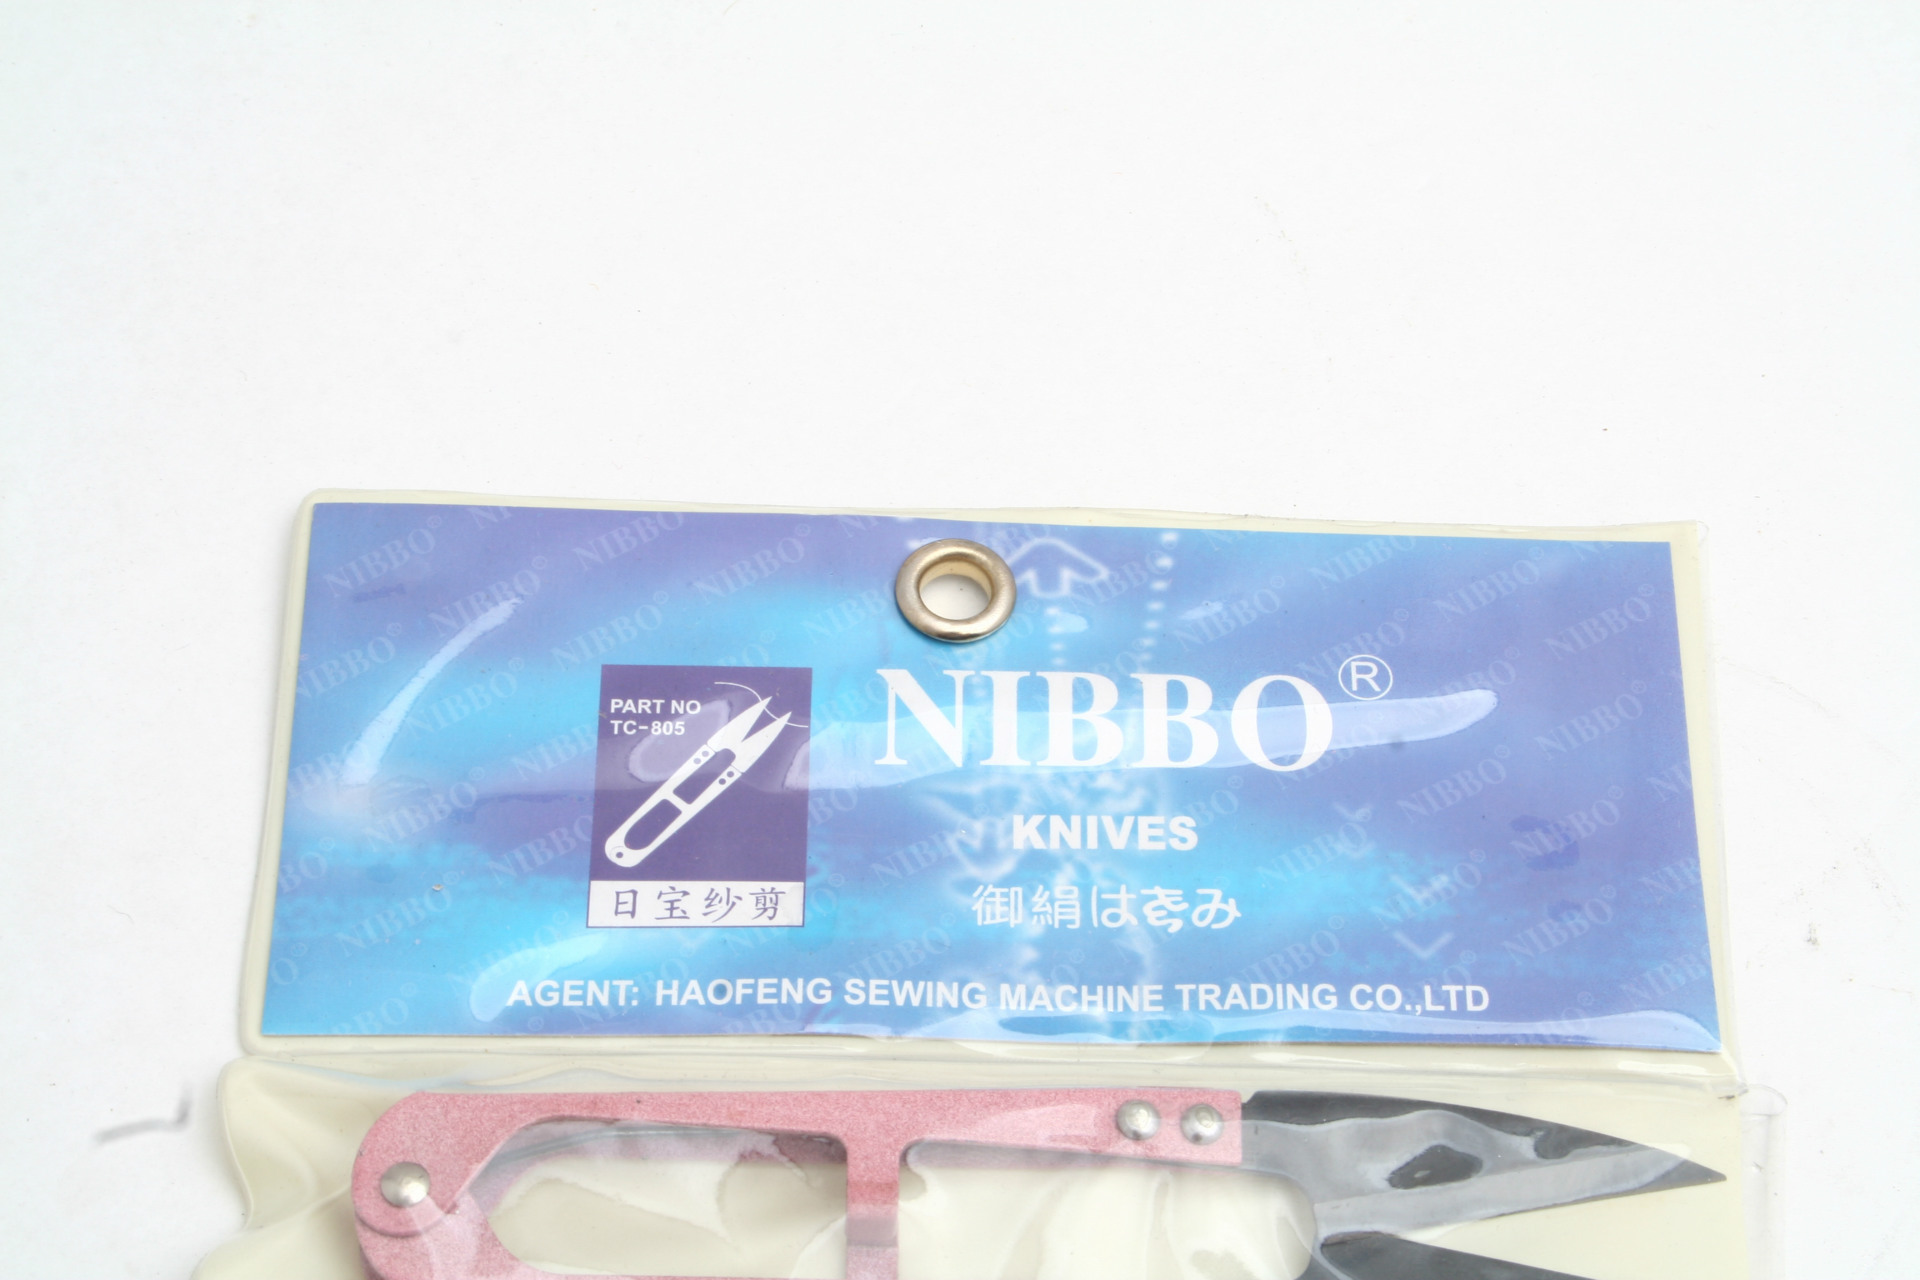 PART NO
TC-805
日宝纱剪
NIBBO®
KNIVES
御絹はさみ
AGENT: HAOFENG SEWING MACHINE TRADING CO.,LTD